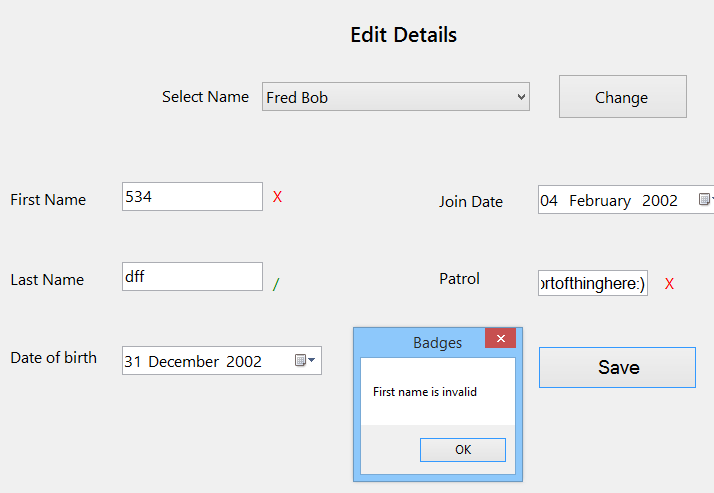 Edit Details
Select Name Fred Bob Change
First Name 534 X Join Date 04 February 2002
Last Name dff / Patrol ortofthinghere:) X
Date of birth 31 December 2002 Save
Badges
First name is invalid
OK